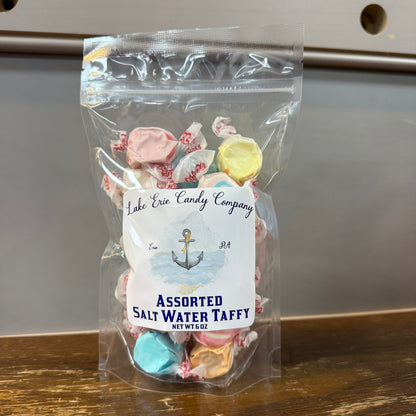 Lake Erie Candy Company
Erie PA
ASSORTED
SALT WATER TAFFY
NET WT 6 OZ